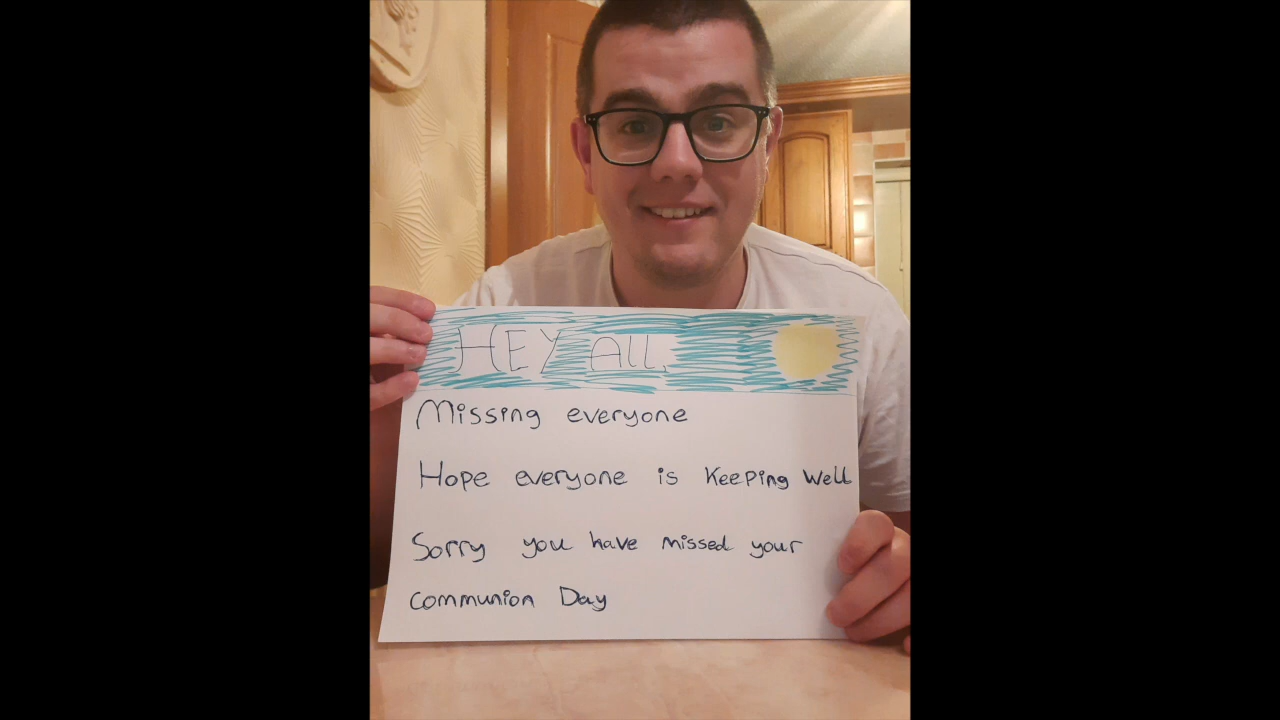 HEY ALL,
Missing everyone
Hope everyone is Keeping Well
Sorry you have missed your
communion Day